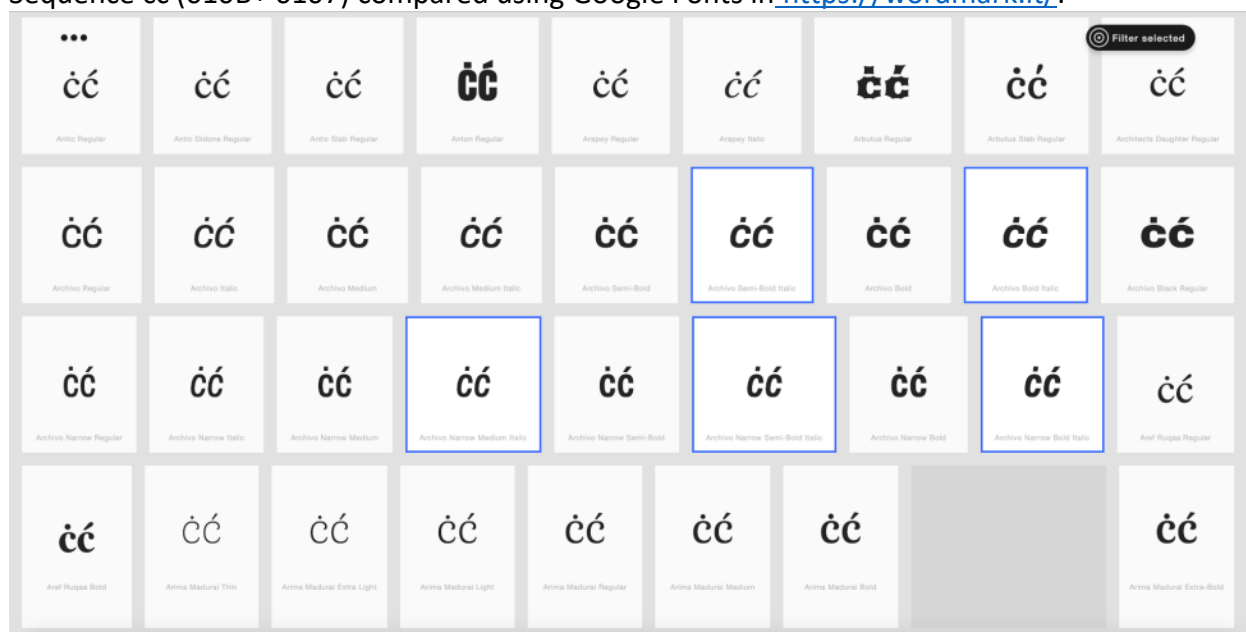 Sequence ċć (010B+ 0107) compared using Google Fonts in https://wordmark.it/.
Filter selected
ċć ċć ċć ċć ċć ċć ċć ċć ċć
Antic Regular Antic Didone Regular Antic Slab Regular Anton Regular Arapey Regular Arapey Italic Arbutus Regular Arbutus Slab Regular Architects Daughter Regular
ċć ċć ċć ċć ċć ċć ċć ċć ċć
Archivo Regular Archivo Italic Archivo Medium Archivo Medium Italic Archivo Semi-Bold Archivo Semi-Bold Italic Archivo Bold Archivo Bold Italic Archivo Black Regular
ċć ċć ċć ċć ċć ċć ċć ċć ċć
Archivo Narrow Regular Archivo Narrow Italic Archivo Narrow Medium Archivo Narrow Medium Italic Archivo Narrow Semi-Bold Archivo Narrow Semi-Bold Italic Archivo Narrow Bold Archivo Narrow Bold Italic Aref Ruqaa Regular
ċć ċć ċć ċć ċć ċć ċć ċć
Aref Ruqaa Bold Arima Madurai Thin Arima Madurai Extra Light Arima Madurai Light Arima Madurai Regular Arima Madurai Medium Arima Madurai Bold Arima Madurai Extra-Bold